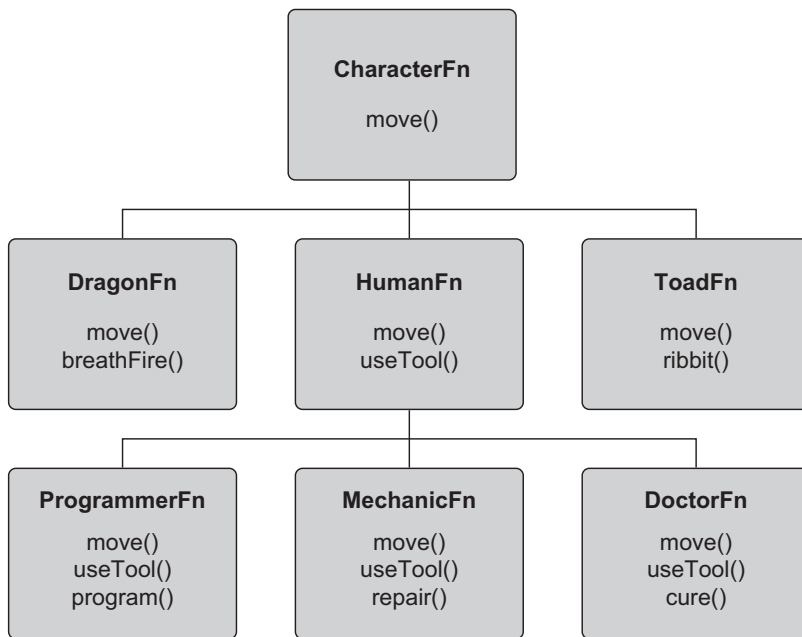 CharacterFn
move()
DragonFn
move()
breathFire()
HumanFn
move()
useTool()
ToadFn
move()
ribbit()
ProgrammerFn
move()
useTool()
program()
MechanicFn
move()
useTool()
repair()
DoctorFn
move()
useTool()
cure()